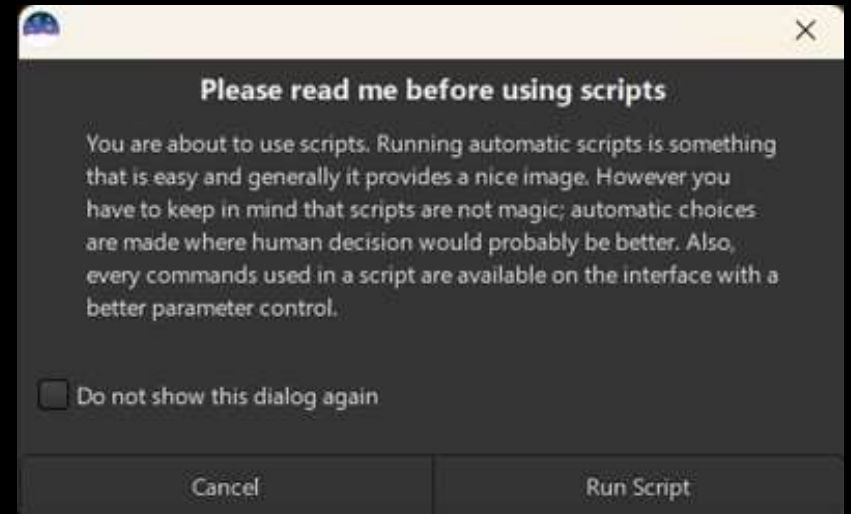 Please read me before using scripts
You are about to use scripts. Running automatic scripts is something
that is easy and generally it provides a nice image. However you
have to keep in mind that scripts are not magic; automatic choices
are made where human decision would probably be better. Also,
every commands used in a script are available on the interface with a
better parameter control.
Do not show this dialog again
Cancel
Run Script